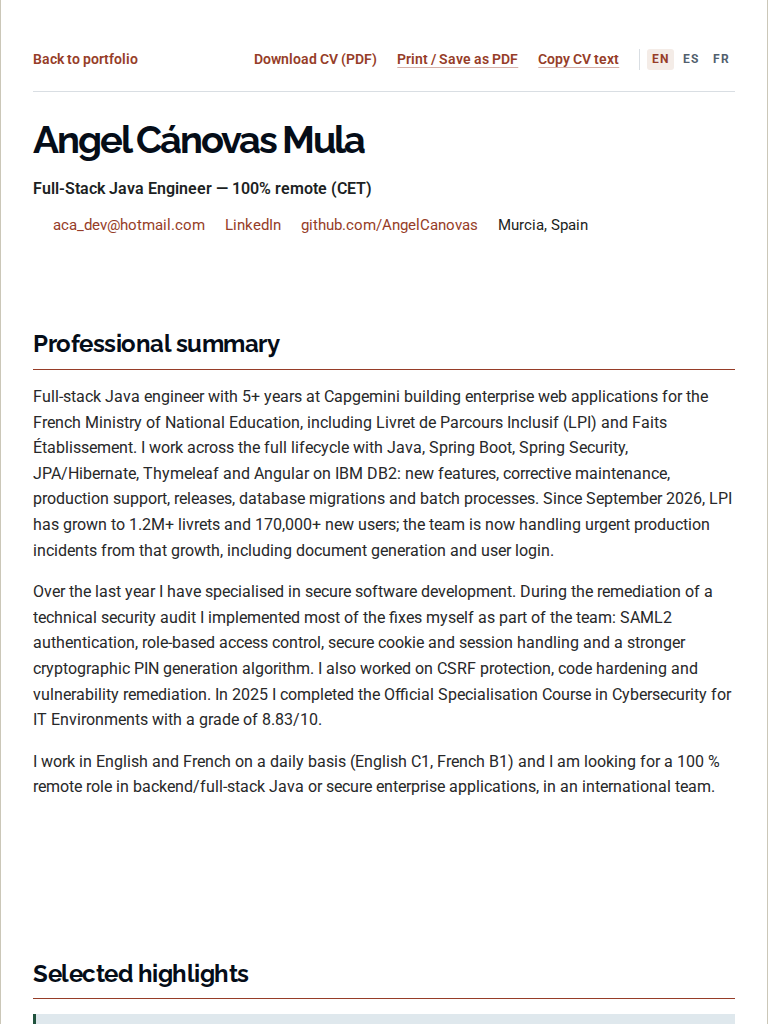 Back to portfolio Download CV (PDF) Print / Save as PDF Copy CV text EN ES FR
Angel Cánovas Mula
Full-Stack Java Engineer — 100% remote (CET)
aca_dev@hotmail.com LinkedIn github.com/AngelCanovas Murcia, Spain
Professional summary
Full-stack Java engineer with 5+ years at Capgemini building enterprise web applications for the
French Ministry of National Education, including Livret de Parcours Inclusif (LPI) and Faits
Établissement. I work across the full lifecycle with Java, Spring Boot, Spring Security,
JPA/Hibernate, Thymeleaf and Angular on IBM DB2: new features, corrective maintenance,
production support, releases, database migrations and batch processes. Since September 2026, LPI
has grown to 1.2M+ livrets and 170,000+ new users; the team is now handling urgent production
incidents from that growth, including document generation and user login.
Over the last year I have specialised in secure software development. During the remediation of a
technical security audit I implemented most of the fixes myself as part of the team: SAML2
authentication, role-based access control, secure cookie and session handling and a stronger
cryptographic PIN generation algorithm. I also worked on CSRF protection, code hardening and
vulnerability remediation. In 2025 I completed the Official Specialisation Course in Cybersecurity for
IT Environments with a grade of 8.83/10.
I work in English and French on a daily basis (English C1, French B1) and I am looking for a 100 %
remote role in backend/full-stack Java or secure enterprise applications, in an international team.
Selected highlights